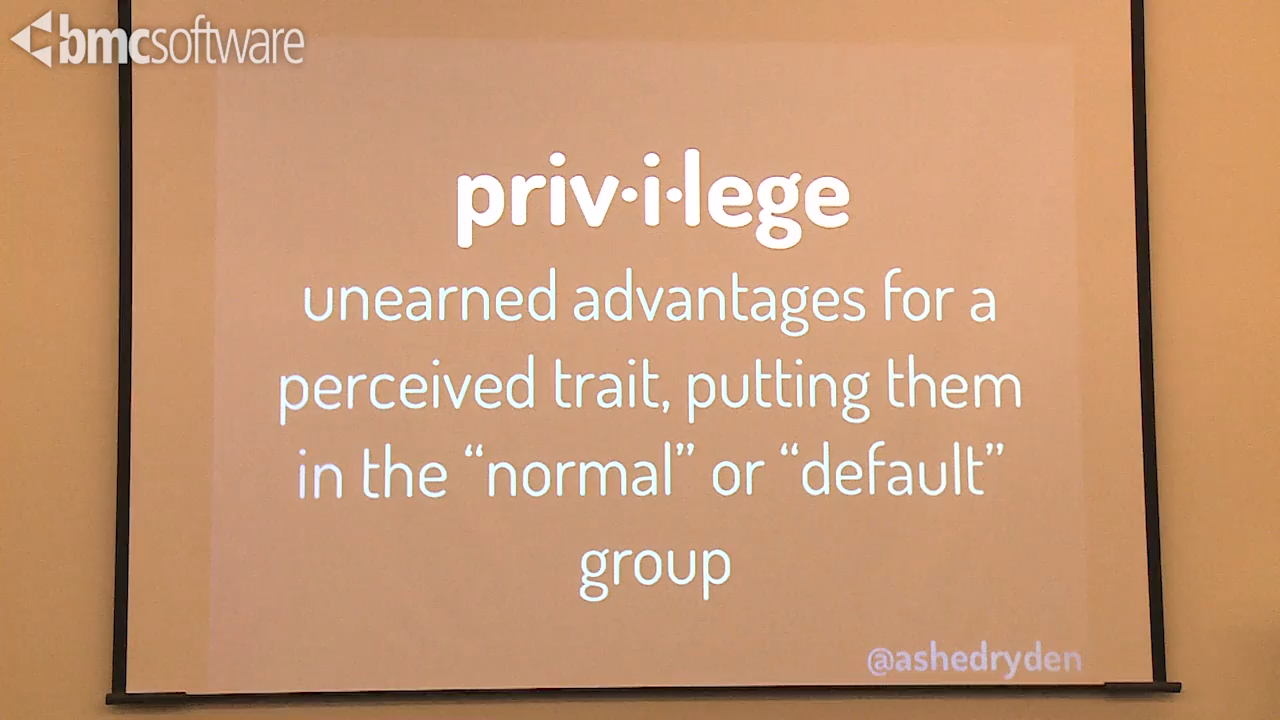 bmcsoftware
priv·i·lege
unearned advantages for a
perceived trait, putting them
in the “normal” or “default”
group
@ashedryden